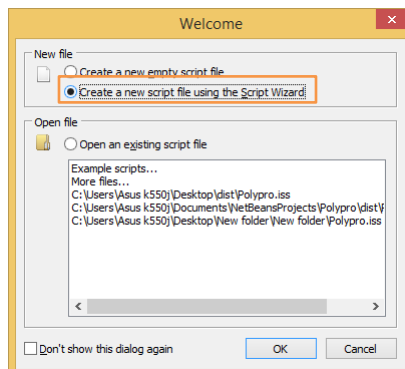 Welcome
New file
Create a new empty script file
Create a new script file using the Script Wizard
Open file
Open an existing script file
Example scripts...
More files...
C:\Users\Asus k550j\Desktop\dist\Polypro.iss
C:\Users\Asus k550j\Documents\NetBeansProjects\Polypro\dist\F
C:\Users\Asus k550j\Desktop\New folder\New folder\Polypro.iss
Don't show this dialog again
OK
Cancel